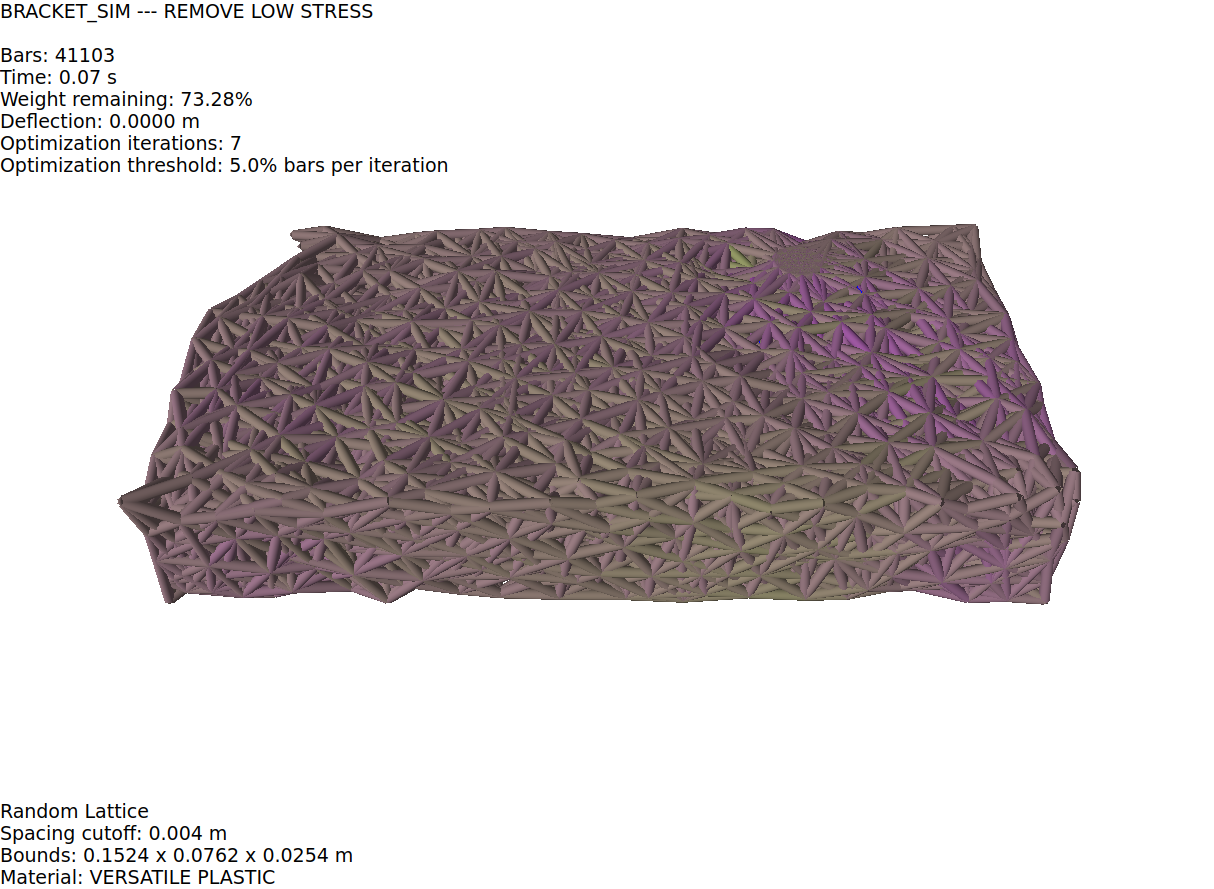 BRACKET_SIM --- REMOVE LOW STRESS
Bars: 41103
Time: 0.07 s
Weight remaining: 73.28%
Deflection: 0.0000 m
Optimization iterations: 7
Optimization threshold: 5.0% bars per iteration
Random Lattice
Spacing cutoff: 0.004 m
Bounds: 0.1524 x 0.0762 x 0.0254 m
Material: VERSATILE PLASTIC